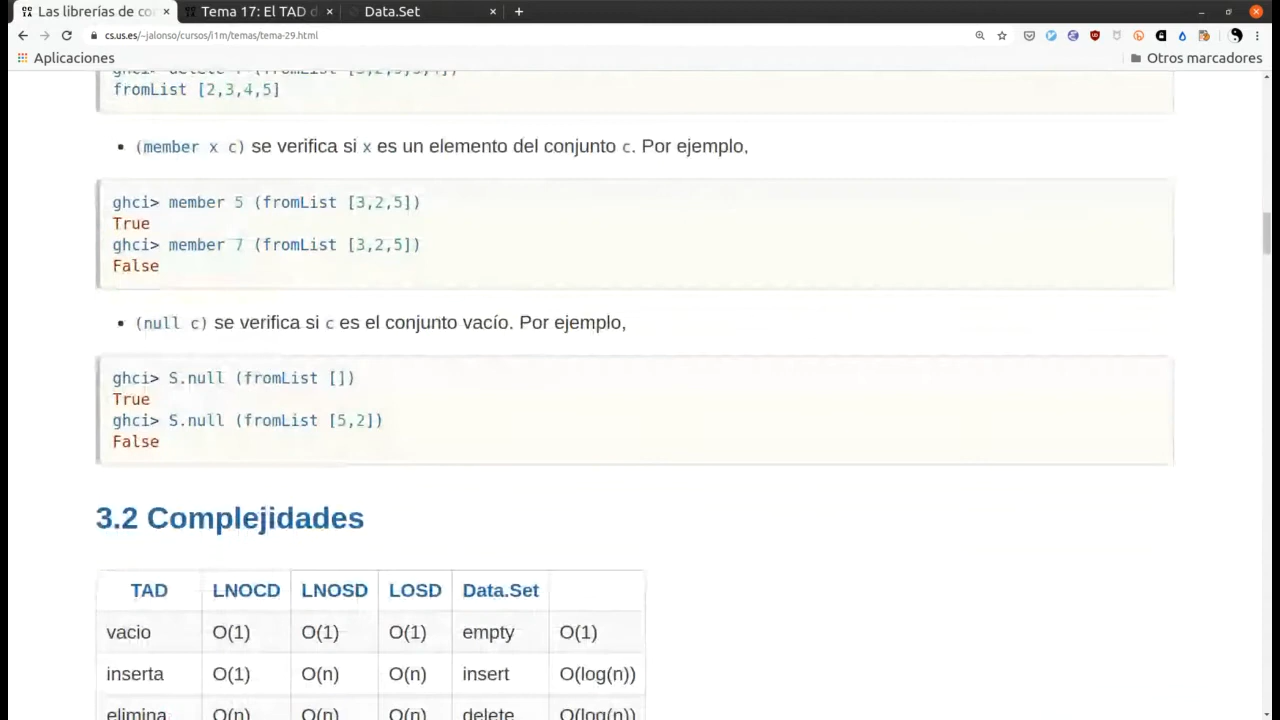 Las librerías de co
Tema 17: El TAD d
Data.Set
cs.us.es/~jalonso/cursos/i1m/temas/tema-29.html
Aplicaciones
Otros marcadores
fromList [2,3,4,5]
• (member x c) se verifica si x es un elemento del conjunto c. Por ejemplo,
ghci> member 5 (fromList [3,2,5])
True
ghci> member 7 (fromList [3,2,5])
False
• (null c) se verifica si c es el conjunto vacío. Por ejemplo,
ghci> S.null (fromList [])
True
ghci> S.null (fromList [5,2])
False
3.2 Complejidades
TAD LNOCD LNOSD LOSD Data.Set
vacio O(1) O(1) O(1) empty O(1)
inserta O(1) O(n) O(n) insert O(log(n))
elimina O(n) O(n) O(n) delete O(log(n))